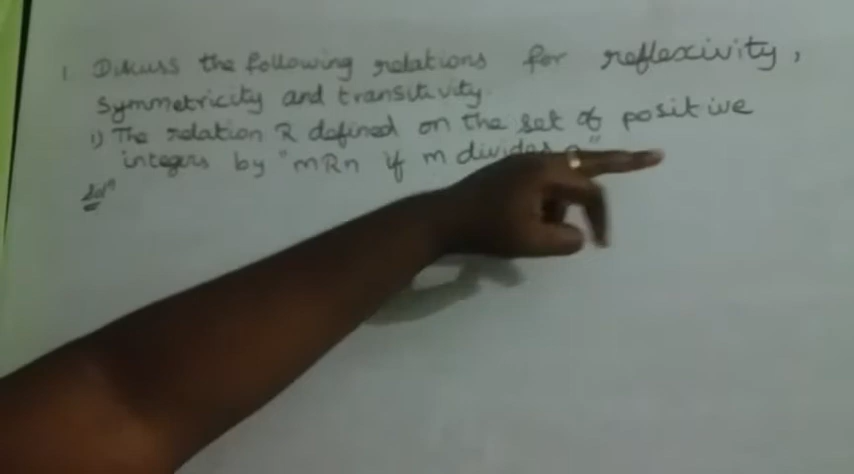 1 Discuss the following relations for reflexivity,
Symmetricity and transitivity.
i) The relation R defined on the set of positive
integers by "mRn if m divides n"
Soln